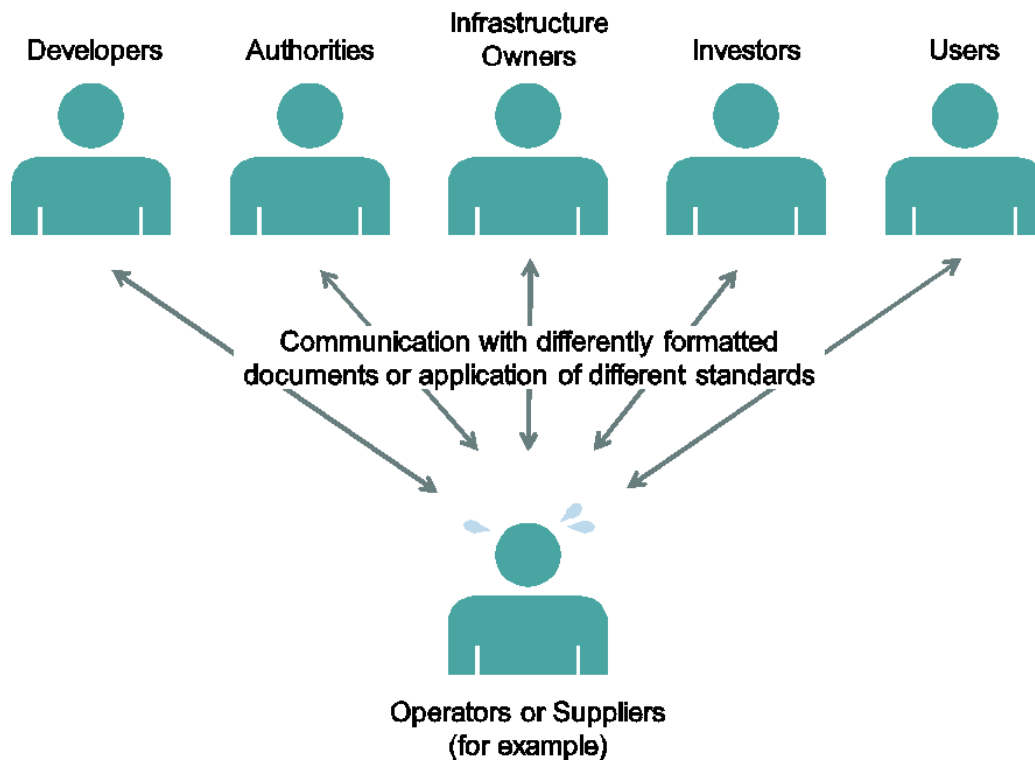 Developers
Authorities
Infrastructure
Owners
Investors
Users
Communication with differently formatted
documents or application of different standards
Operators or Suppliers
(for example)